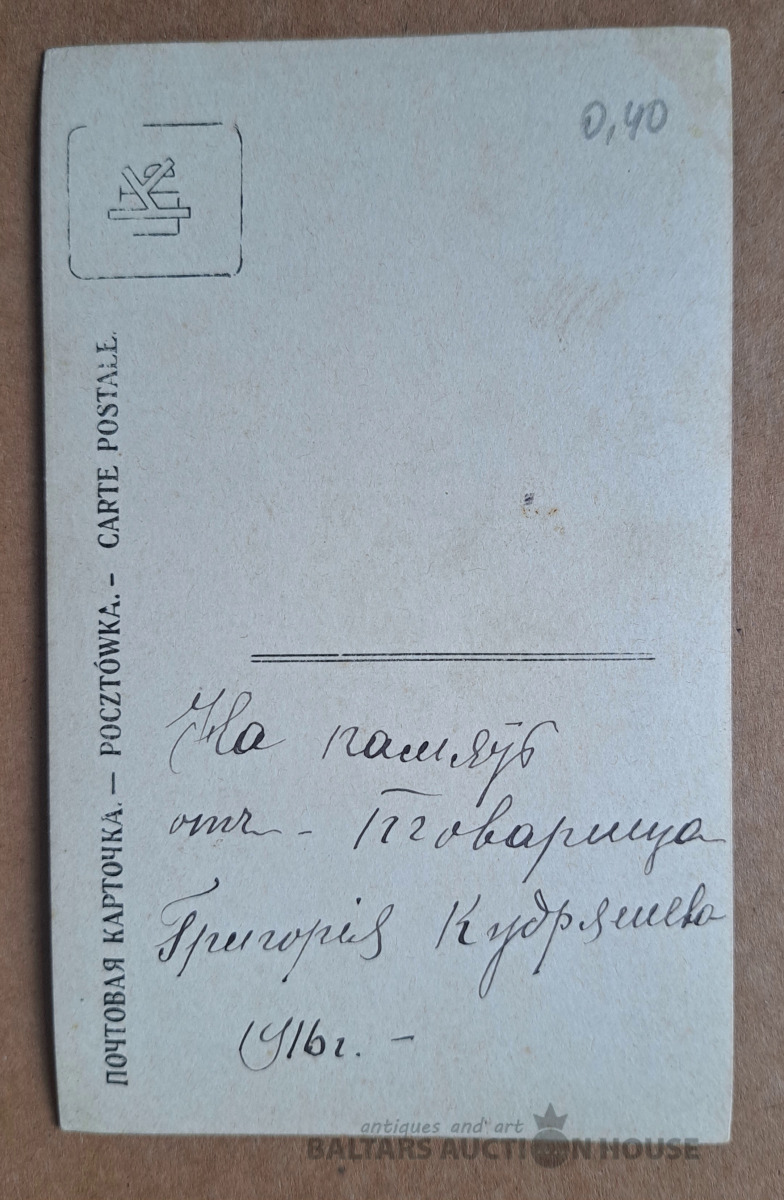 0,40
ПОЧТОВАЯ КАРТОЧКА. — POCZTÓWKA. - CARTE POSTALE.
На память
отъ - Товарища
Григорія Кудряшева
1916г. -
antiques and art
BALTARS AUCTION HOUSE